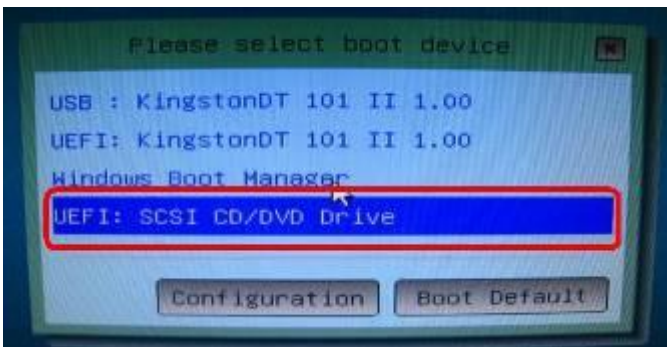 Please select boot device
USB : KingstonDT 101 II 1.00
UEFI: KingstonDT 101 II 1.00
Windows Boot Manager
UEFI: SCSI CD/DVD Drive
Configuration
Boot Default